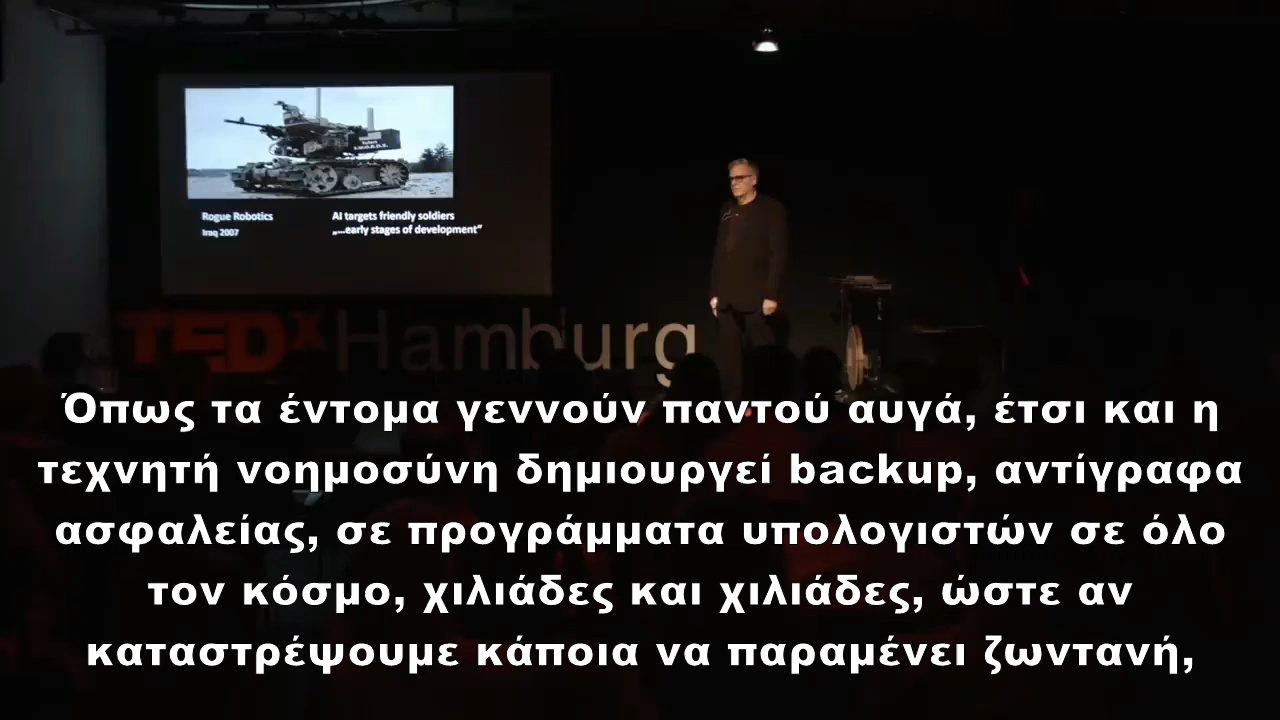 Rogue Robotics
Iraq 2007
AI targets friendly soldiers
„...early stages of development“
TEDxHamburg
Όπως τα έντομα γεννούν παντού αυγά, έτσι και η
τεχνητή νοημοσύνη δημιουργεί backup, αντίγραφα
ασφαλείας, σε προγράμματα υπολογιστών σε όλο
τον κόσμο, χιλιάδες και χιλιάδες, ώστε αν
καταστρέψουμε κάποια να παραμένει ζωντανή,